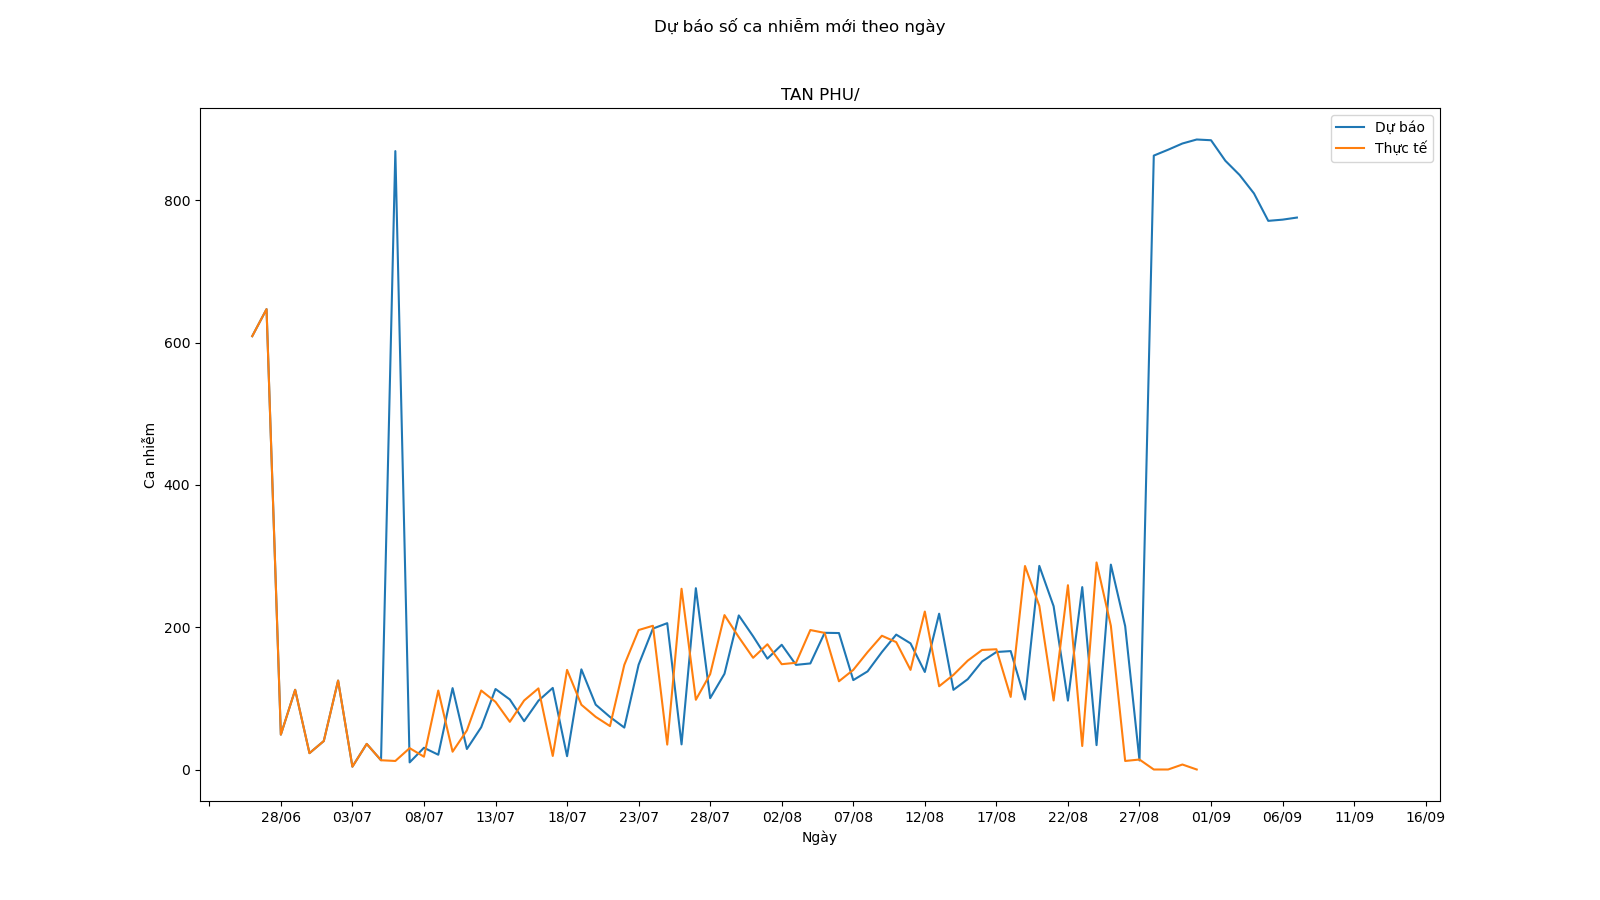 Dự báo số ca nhiễm mới theo ngày
TAN PHU/
Dự báo
Thực tế
800
600
400
200
0
Ca nhiễm
28/06 03/07 08/07 13/07 18/07 23/07 28/07 02/08 07/08 12/08 17/08 22/08 27/08 01/09 06/09 11/09 16/09
Ngày